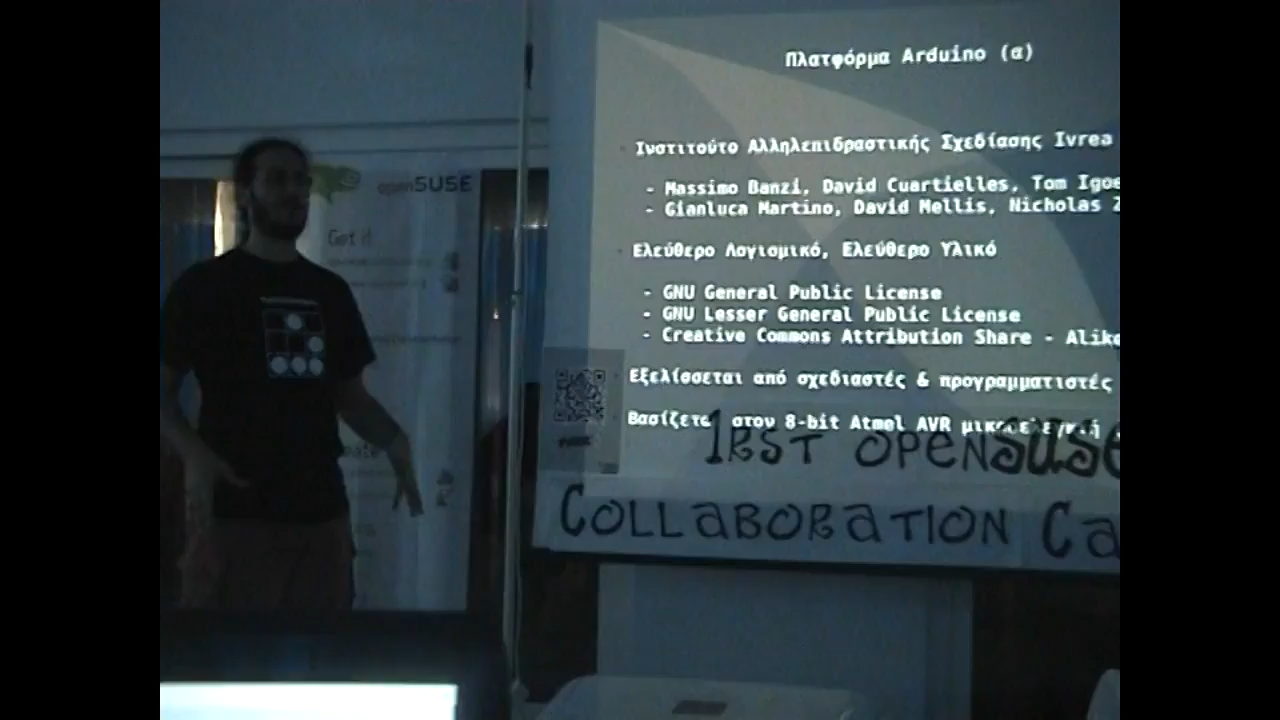 Πλατφόρμα Arduino (α)
Ινστιτούτο Αλληλεπιδραστικής Σχεδίασης Ivrea
- Massimo Banzi, David Cuartielles, Tom Igoe
- Gianluca Martino, David Mellis, Nicholas Z
Ελεύθερο Λογισμικό, Ελεύθερο Υλικό
- GNU General Public License
- GNU Lesser General Public License
- Creative Commons Attribution Share - Alike
Εξελίσσεται από σχεδιαστές & προγραμματιστές
στον 8-bit Atmel AVR
1RST OPENSUSE
COLLABORATION Ca
openSUSE
Get it